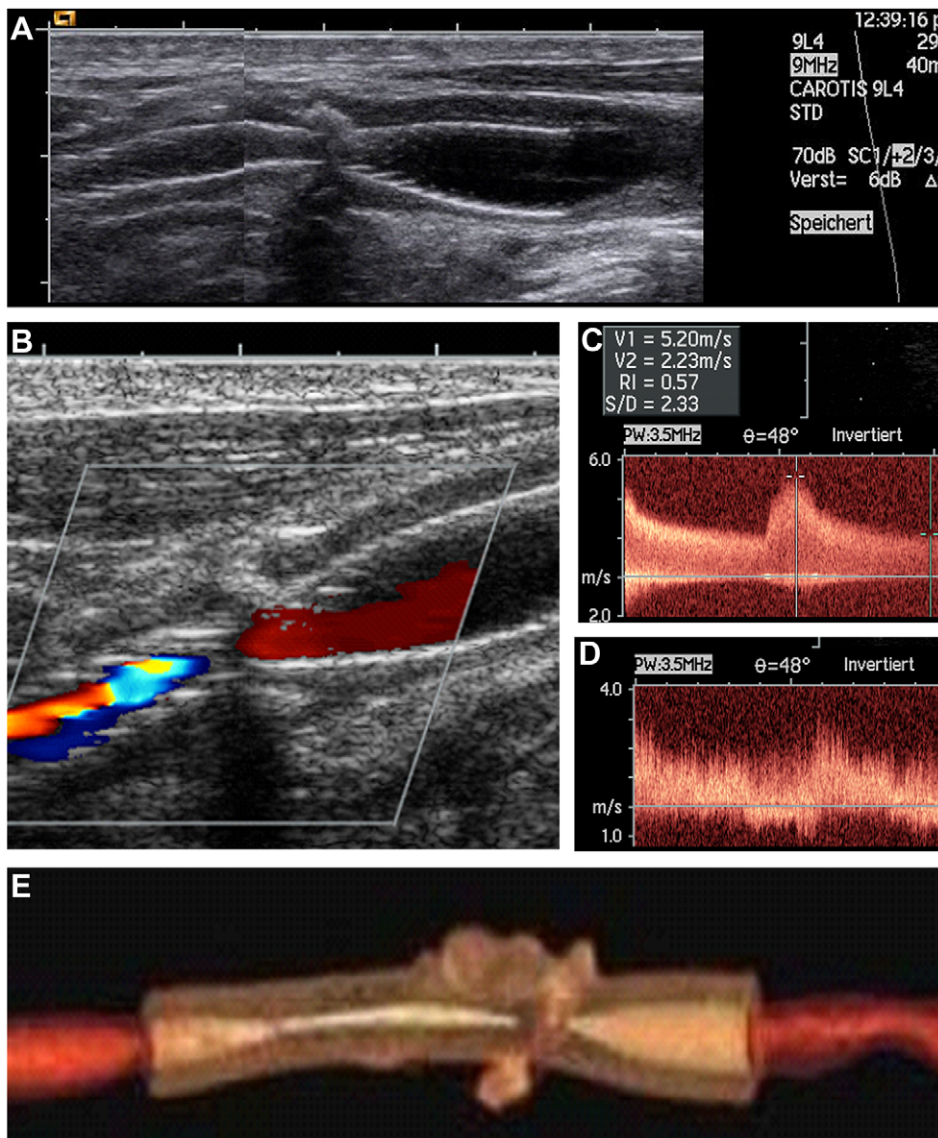 A
12:39:16 p
9L4 29
9MHz 40m
CAROTIS 9L4
STD
70dB SC1/+2/3/
Verst= 6dB Δ
Speichert
B
C
V1 = 5.20m/s
V2 = 2.23m/s
RI = 0.57
S/D = 2.33
PW:3.5MHz θ=48° Invertiert
6.0
m/s
2.0
D
PW:3.5MHz θ=48° Invertiert
4.0
m/s
1.0
E